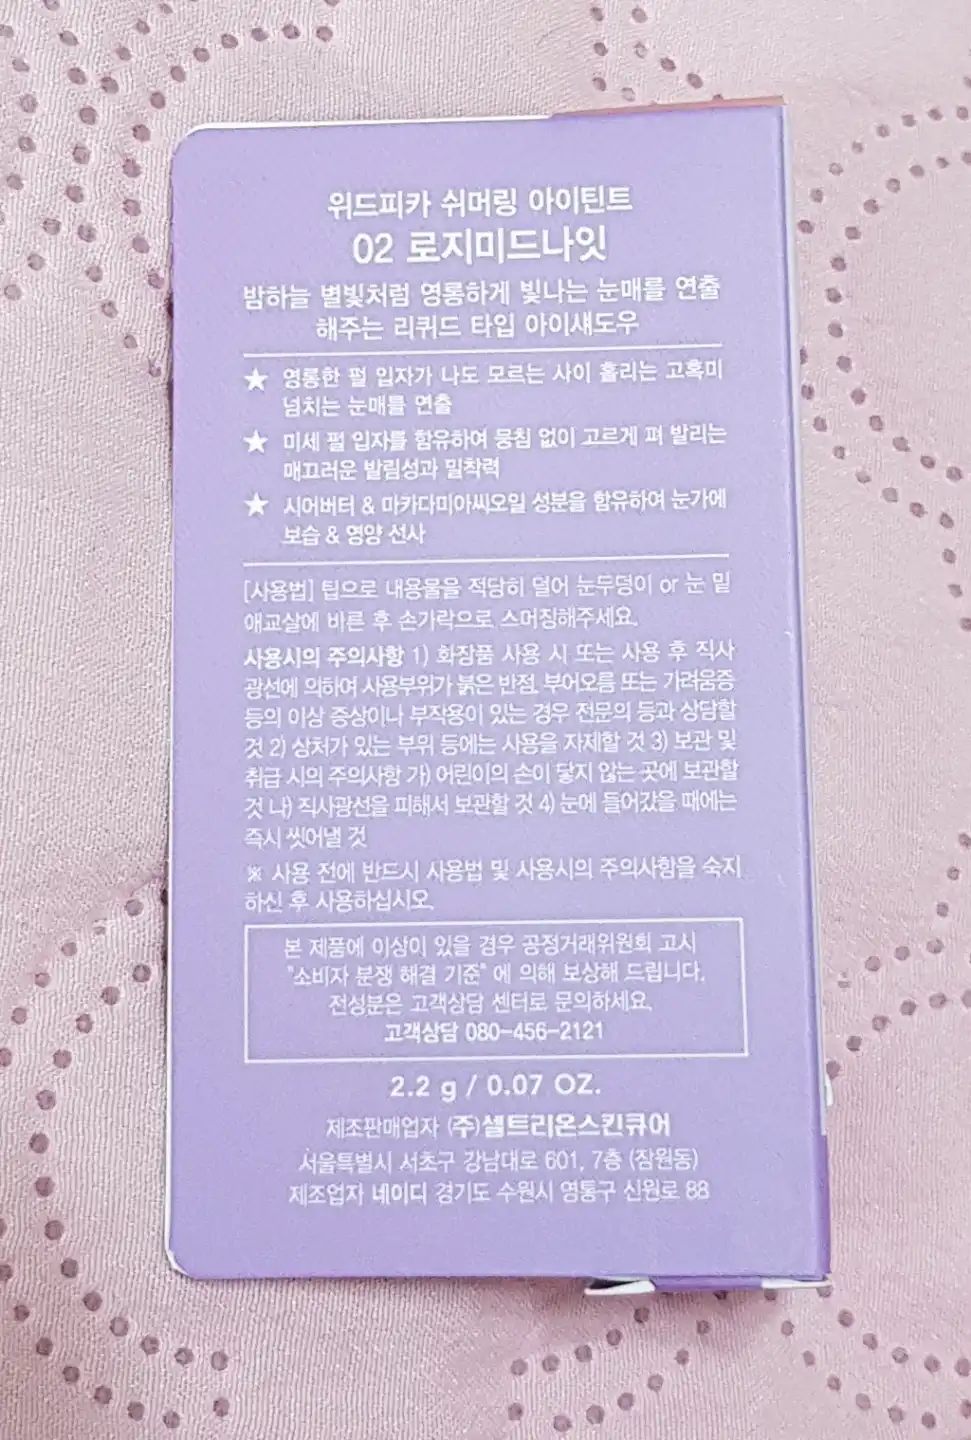 위드피카 쉬머링 아이틴트
02 로지미드나잇
밤하늘 별빛처럼 영롱하게 빛나는 눈매를 연출
해주는 리퀴드 타입 아이섀도우
★ 영롱한 펄 입자가 나도 모르는 사이 홀리는 고혹미
넘치는 눈매를 연출
★ 미세 펄 입자를 함유하여 뭉침 없이 고르게 펴 발리는
매끄러운 발림성과 밀착력
★ 시어버터 & 마카다미아씨오일 성분을 함유하여 눈가에
보습 & 영양 선사
[사용법] 팁으로 내용물을 적당히 덜어 눈두덩이 or 눈 밑
애교살에 바른 후 손가락으로 스머징해주세요.
사용시의 주의사항 1) 화장품 사용 시 또는 사용 후 직사
광선에 의하여 사용부위가 붉은 반점, 부어오름 또는 가려움증
등의 이상 증상이나 부작용이 있는 경우 전문의 등과 상담할
것 2) 상처가 있는 부위 등에는 사용을 자제할 것 3) 보관 및
취급 시의 주의사항 가) 어린이의 손이 닿지 않는 곳에 보관할
것 나) 직사광선을 피해서 보관할 것 4) 눈에 들어갔을 때에는
즉시 씻어낼 것
※ 사용 전에 반드시 사용법 및 사용시의 주의사항을 숙지
하신 후 사용하십시오.
본 제품에 이상이 있을 경우 공정거래위원회 고시
"소비자 분쟁 해결 기준" 에 의해 보상해 드립니다.
전성분은 고객상담 센터로 문의하세요.
고객상담 080-456-2121
2.2 g / 0.07 OZ.
제조판매업자 (주)셀트리온스킨큐어
서울특별시 서초구 강남대로 601, 7층 (잠원동)
제조업자 네이디 경기도 수원시 영통구 신원로 88